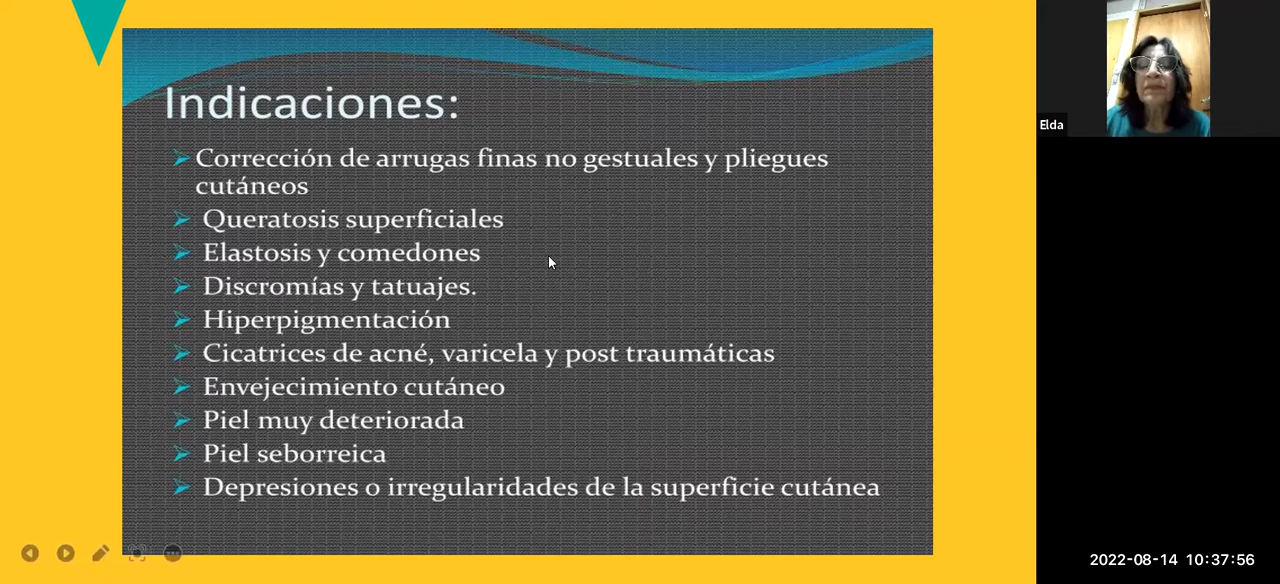 Indicaciones:
Corrección de arrugas finas no gestuales y pliegues
cutáneos
Queratosis superficiales
Elastosis y comedones
Discromías y tatuajes.
Hiperpigmentación
Cicatrices de acné, varicela y post traumáticas
Envejecimiento cutáneo
Piel muy deteriorada
Piel seborreica
Depresiones o irregularidades de la superficie cutánea
Elda
2022-08-14 10:37:56